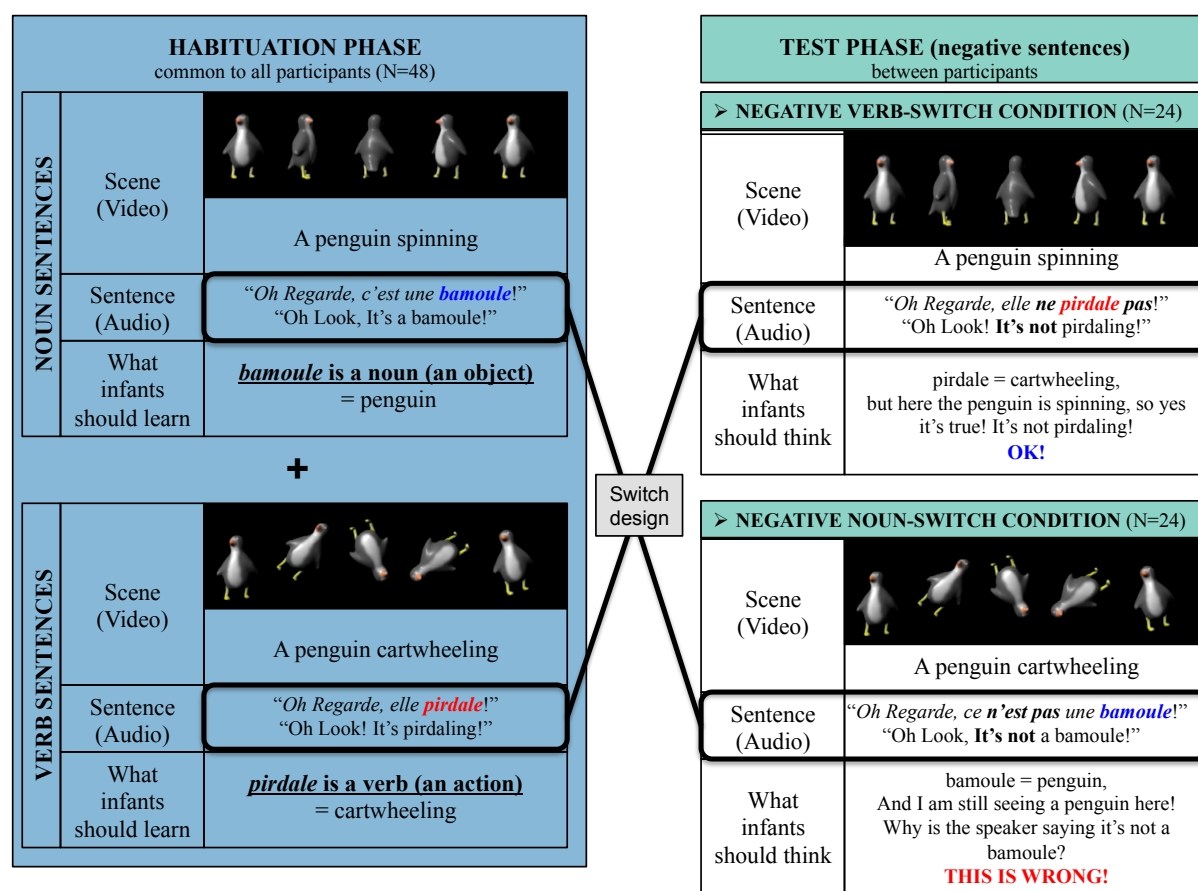 HABITUATION PHASE
common to all participants (N=48)
NOUN SENTENCES
Scene
(Video)
A penguin spinning
Sentence
(Audio)
“Oh Regarde, c’est une bamoule!”
“Oh Look, It’s a bamoule!”
What
infants
should learn
bamoule is a noun (an object)
= penguin
+
VERB SENTENCES
Scene
(Video)
A penguin cartwheeling
Sentence
(Audio)
“Oh Regarde, elle pirdale!”
“Oh Look! It’s pirdaling!”
What
infants
should learn
pirdale is a verb (an action)
= cartwheeling
Switch
design
TEST PHASE (negative sentences)
between participants
➢ NEGATIVE VERB-SWITCH CONDITION (N=24)
Scene
(Video)
A penguin spinning
Sentence
(Audio)
“Oh Regarde, elle ne pirdale pas!”
“Oh Look! It’s not pirdaling!”
What
infants
should think
pirdale = cartwheeling,
but here the penguin is spinning, so yes
it’s true! It’s not pirdaling!
OK!
➢ NEGATIVE NOUN-SWITCH CONDITION (N=24)
Scene
(Video)
A penguin cartwheeling
Sentence
(Audio)
“Oh Regarde, ce n’est pas une bamoule!”
“Oh Look, It’s not a bamoule!”
What
infants
should think
bamoule = penguin,
And I am still seeing a penguin here!
Why is the speaker saying it’s not a
bamoule?
THIS IS WRONG!